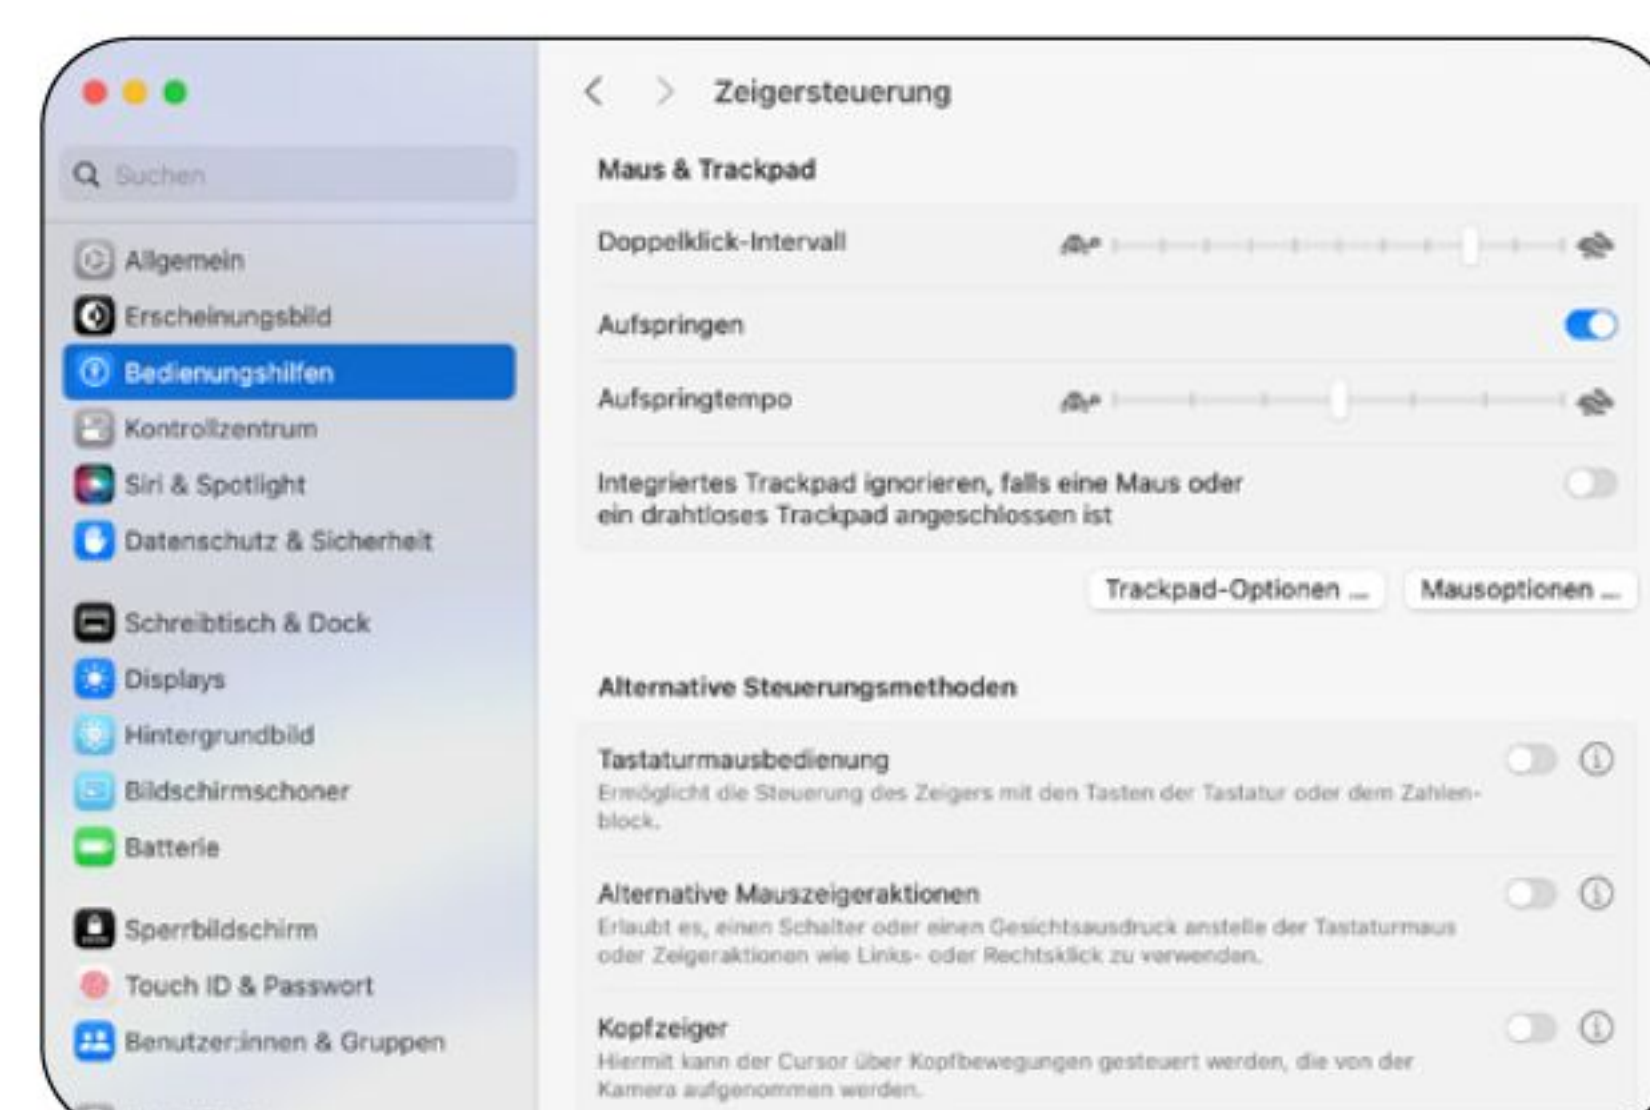 Zeigersteuerung
Suchen
Allgemein
Erscheinungsbild
Bedienungshilfen
Kontrollzentrum
Siri & Spotlight
Datenschutz & Sicherheit
Schreibtisch & Dock
Displays
Hintergrundbild
Bildschirmschoner
Batterie
Sperrbildschirm
Touch ID & Passwort
Benutzer:innen & Gruppen
Maus & Trackpad
Doppelklick-Intervall
Aufspringen
Aufspringtempo
Integriertes Trackpad ignorieren, falls eine Maus oder
ein drahtloses Trackpad angeschlossen ist
Trackpad-Optionen ...
Mausoptionen ...
Alternative Steuerungsmethoden
Tastaturmausbedienung
Ermöglicht die Steuerung des Zeigers mit den Tasten der Tastatur oder dem Zahlen-
block.
Alternative Mauszeigeraktionen
Erlaubt es, einen Schalter oder einen Gesichtsausdruck anstelle der Tastaturmaus
oder Zeigeraktionen wie Links- oder Rechtsklick zu verwenden.
Kopfzeiger
Hiermit kann der Cursor über Kopfbewegungen gesteuert werden, die von der
Kamera aufgenommen werden.